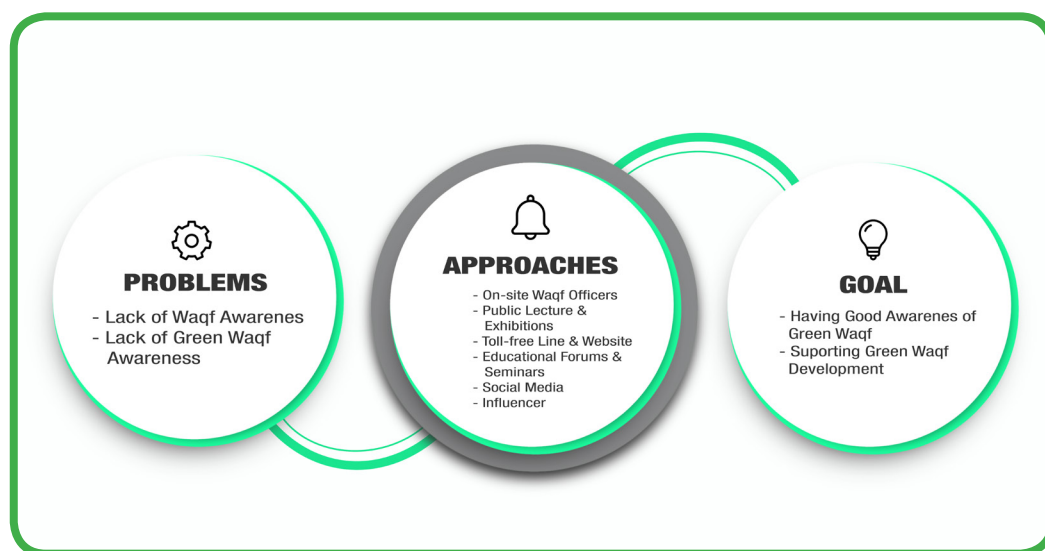 PROBLEMS
- Lack of Waqf Awarenes
- Lack of Green Waqf
Awareness
APPROACHES
- On-site Waqf Officers
- Public Lecture &
Exhibitions
- Toll-free Line & Website
- Educational Forums &
Seminars
- Social Media
- Influencer
GOAL
- Having Good Awarenes of
Green Waqf
- Suporting Green Waqf
Development